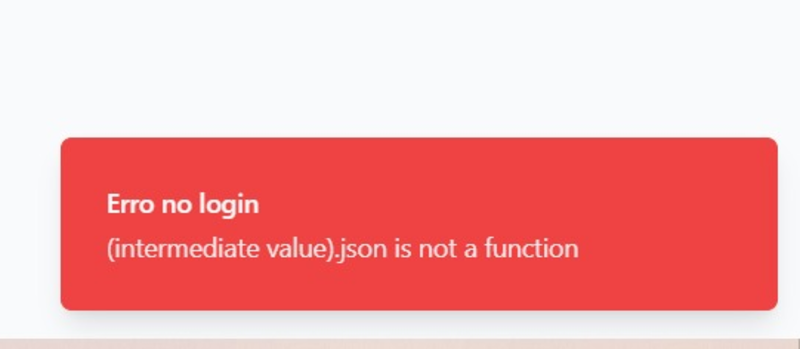 Erro no login
(intermediate value).json is not a function